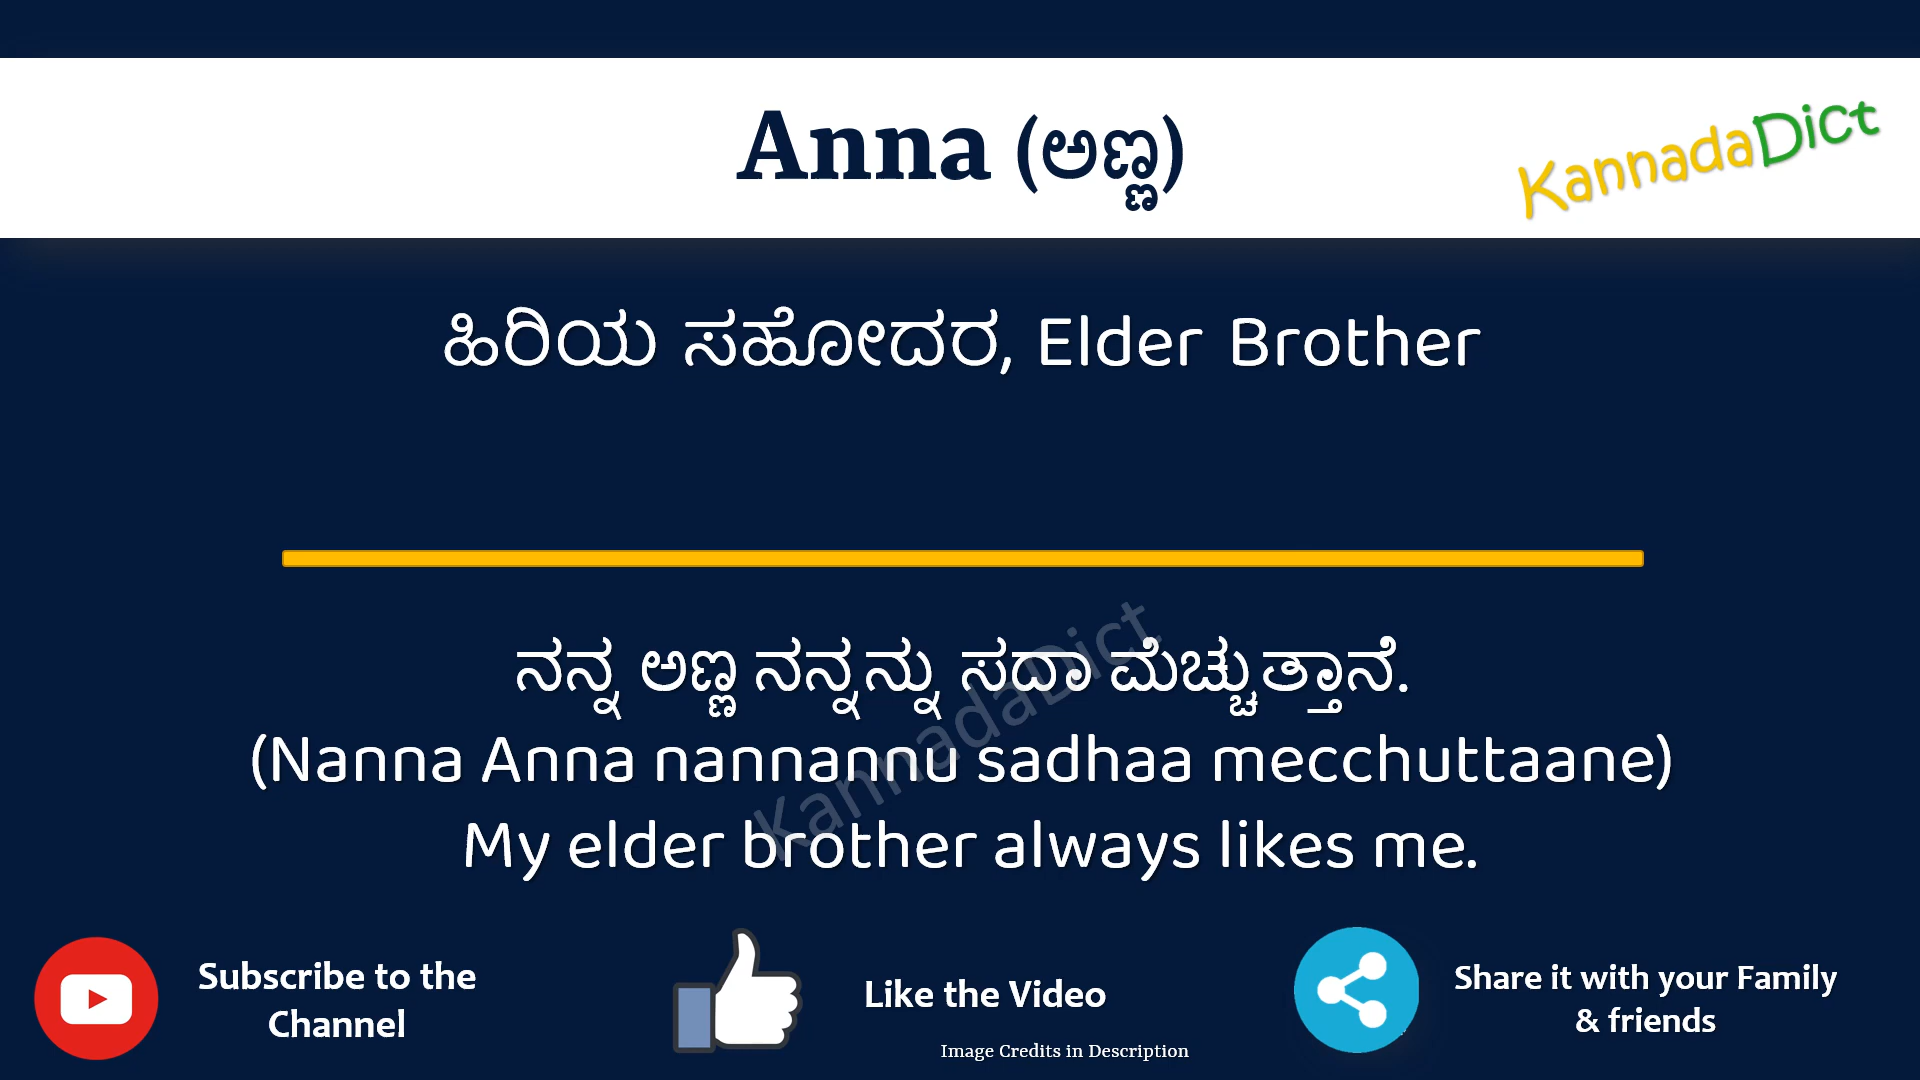 Anna (ಅಣ್ಣ)
KannadaDict
ಹಿರಿಯ ಸಹೋದರ, Elder Brother
ನನ್ನ ಅಣ್ಣ ನನ್ನನ್ನು ಸದಾ ಮೆಚ್ಚುತ್ತಾನೆ.
(Nanna Anna nannannu sadhaa mecchuttaane)
My elder brother always likes me.
KannadaDict
Subscribe to the
Channel
Like the Video
Share it with your Family
& friends
Image Credits in Description